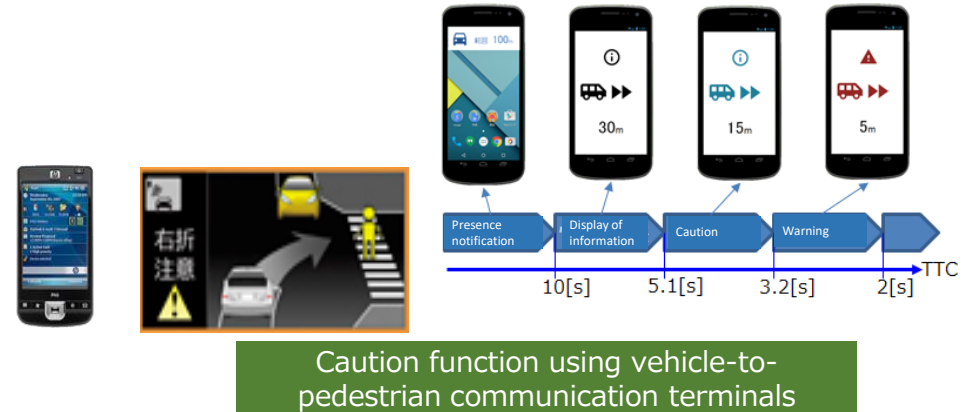 100m
30m
15m
5m
右折
注意
Presence
notification
Display of
information
Caution
Warning
10[s]
5.1[s]
3.2[s]
2[s]
TTC
Caution function using vehicle-to-
pedestrian communication terminals